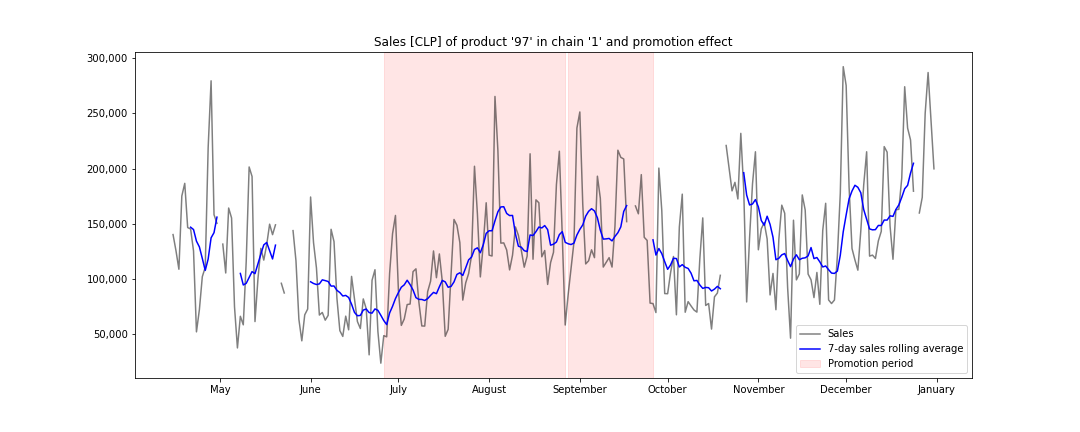 Sales [CLP] of product '97' in chain '1' and promotion effect
300,000
250,000
200,000
150,000
100,000
50,000
May June July August September October November December January
Sales
7-day sales rolling average
Promotion period